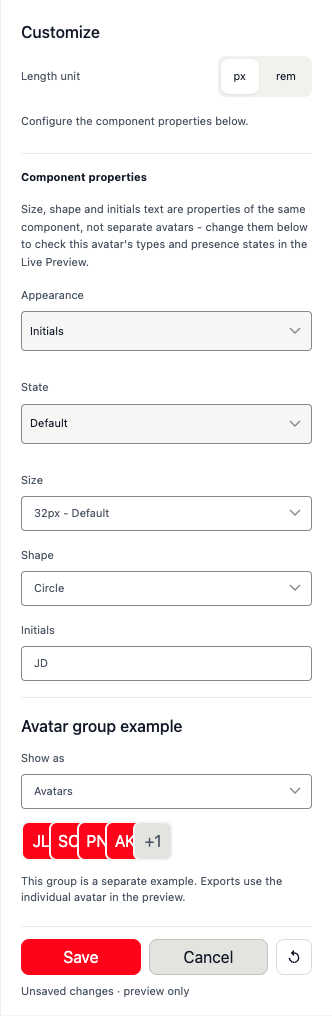 Customize
Length unit
px
rem
Configure the component properties below.
Component properties
Size, shape and initials text are properties of the same
component, not separate avatars - change them below
to check this avatar's types and presence states in the
Live Preview.
Appearance
Initials
State
Default
Size
32px - Default
Shape
Circle
Initials
JD
Avatar group example
Show as
Avatars
JL SC PN AK +1
This group is a separate example. Exports use the
individual avatar in the preview.
Save
Cancel
Unsaved changes · preview only